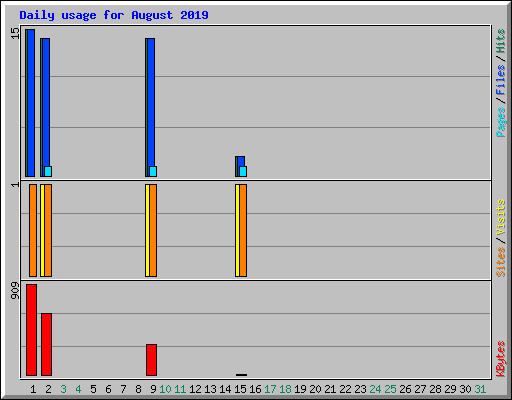 Daily usage for August 2019
15
Pages/Files/Hits
1
Sites/Visits
909
KBytes
1 2 3 4 5 6 7 8 9 10 11 12 13 14 15 16 17 18 19 20 21 22 23 24 25 26 27 28 29 30 31